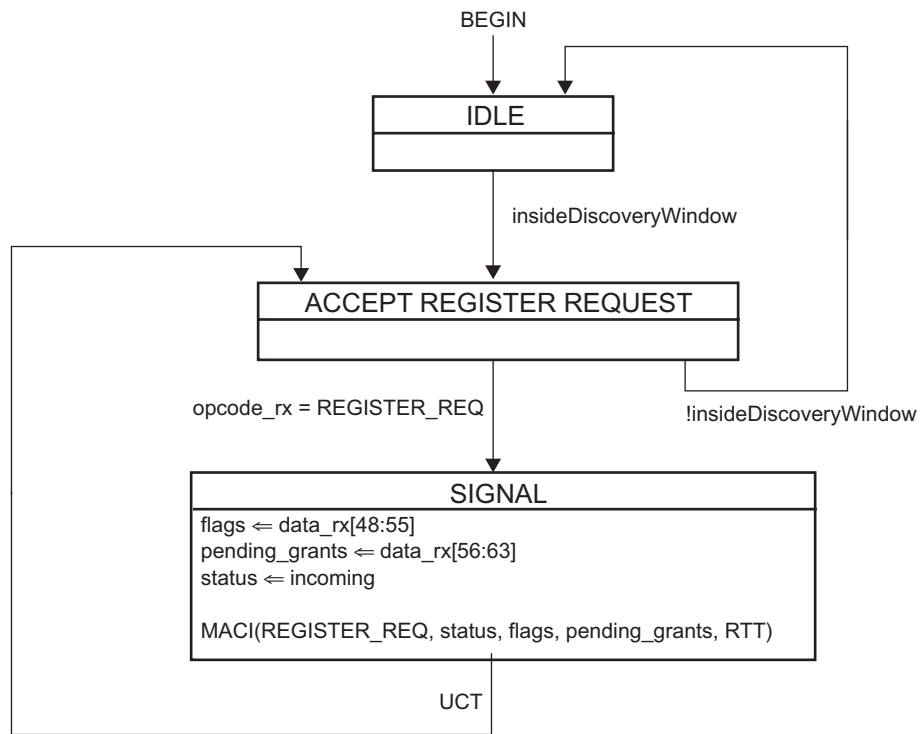 BEGIN
IDLE
insideDiscoveryWindow
ACCEPT REGISTER REQUEST
opcode_rx = REGISTER_REQ
!insideDiscoveryWindow
SIGNAL
flags ⇐ data_rx[48:55]
pending_grants ⇐ data_rx[56:63]
status ⇐ incoming
MACI(REGISTER_REQ, status, flags, pending_grants, RTT)
UCT